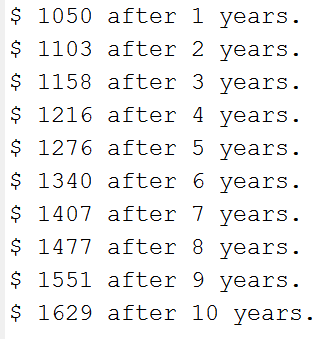 $ 1050 after 1 years.
$ 1103 after 2 years.
$ 1158 after 3 years.
$ 1216 after 4 years.
$ 1276 after 5 years.
$ 1340 after 6 years.
$ 1407 after 7 years.
$ 1477 after 8 years.
$ 1551 after 9 years.
$ 1629 after 10 years.